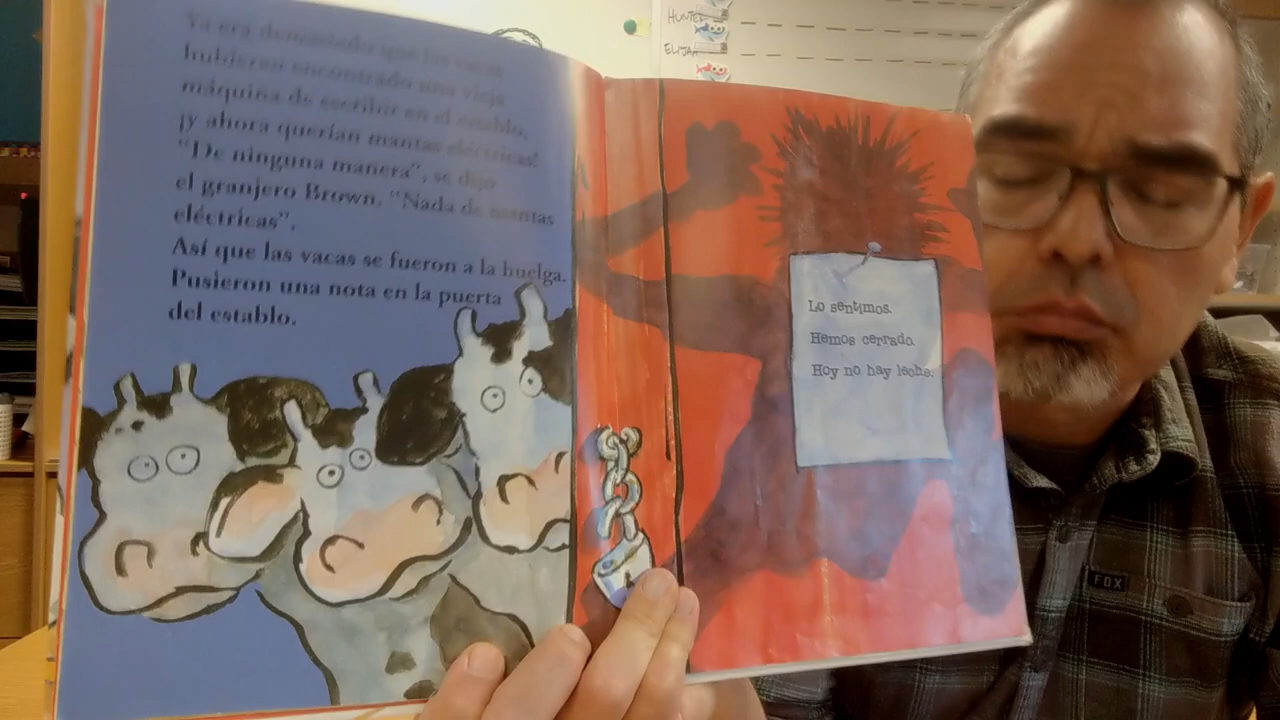 Ya era demasiado que las vacas
hubieran encontrado una vieja
máquina de escribir en el establo,
¡y ahora querían mantas eléctricas!
“De ninguna manera”, se dijo
el granjero Brown. “Nada de mantas
eléctricas”.
Así que las vacas se fueron a la huelga.
Pusieron una nota en la puerta
del establo.
Lo sentimos.
Hemos cerrado.
Hoy no hay leche.
HUNTER
ELIJAH
FOX